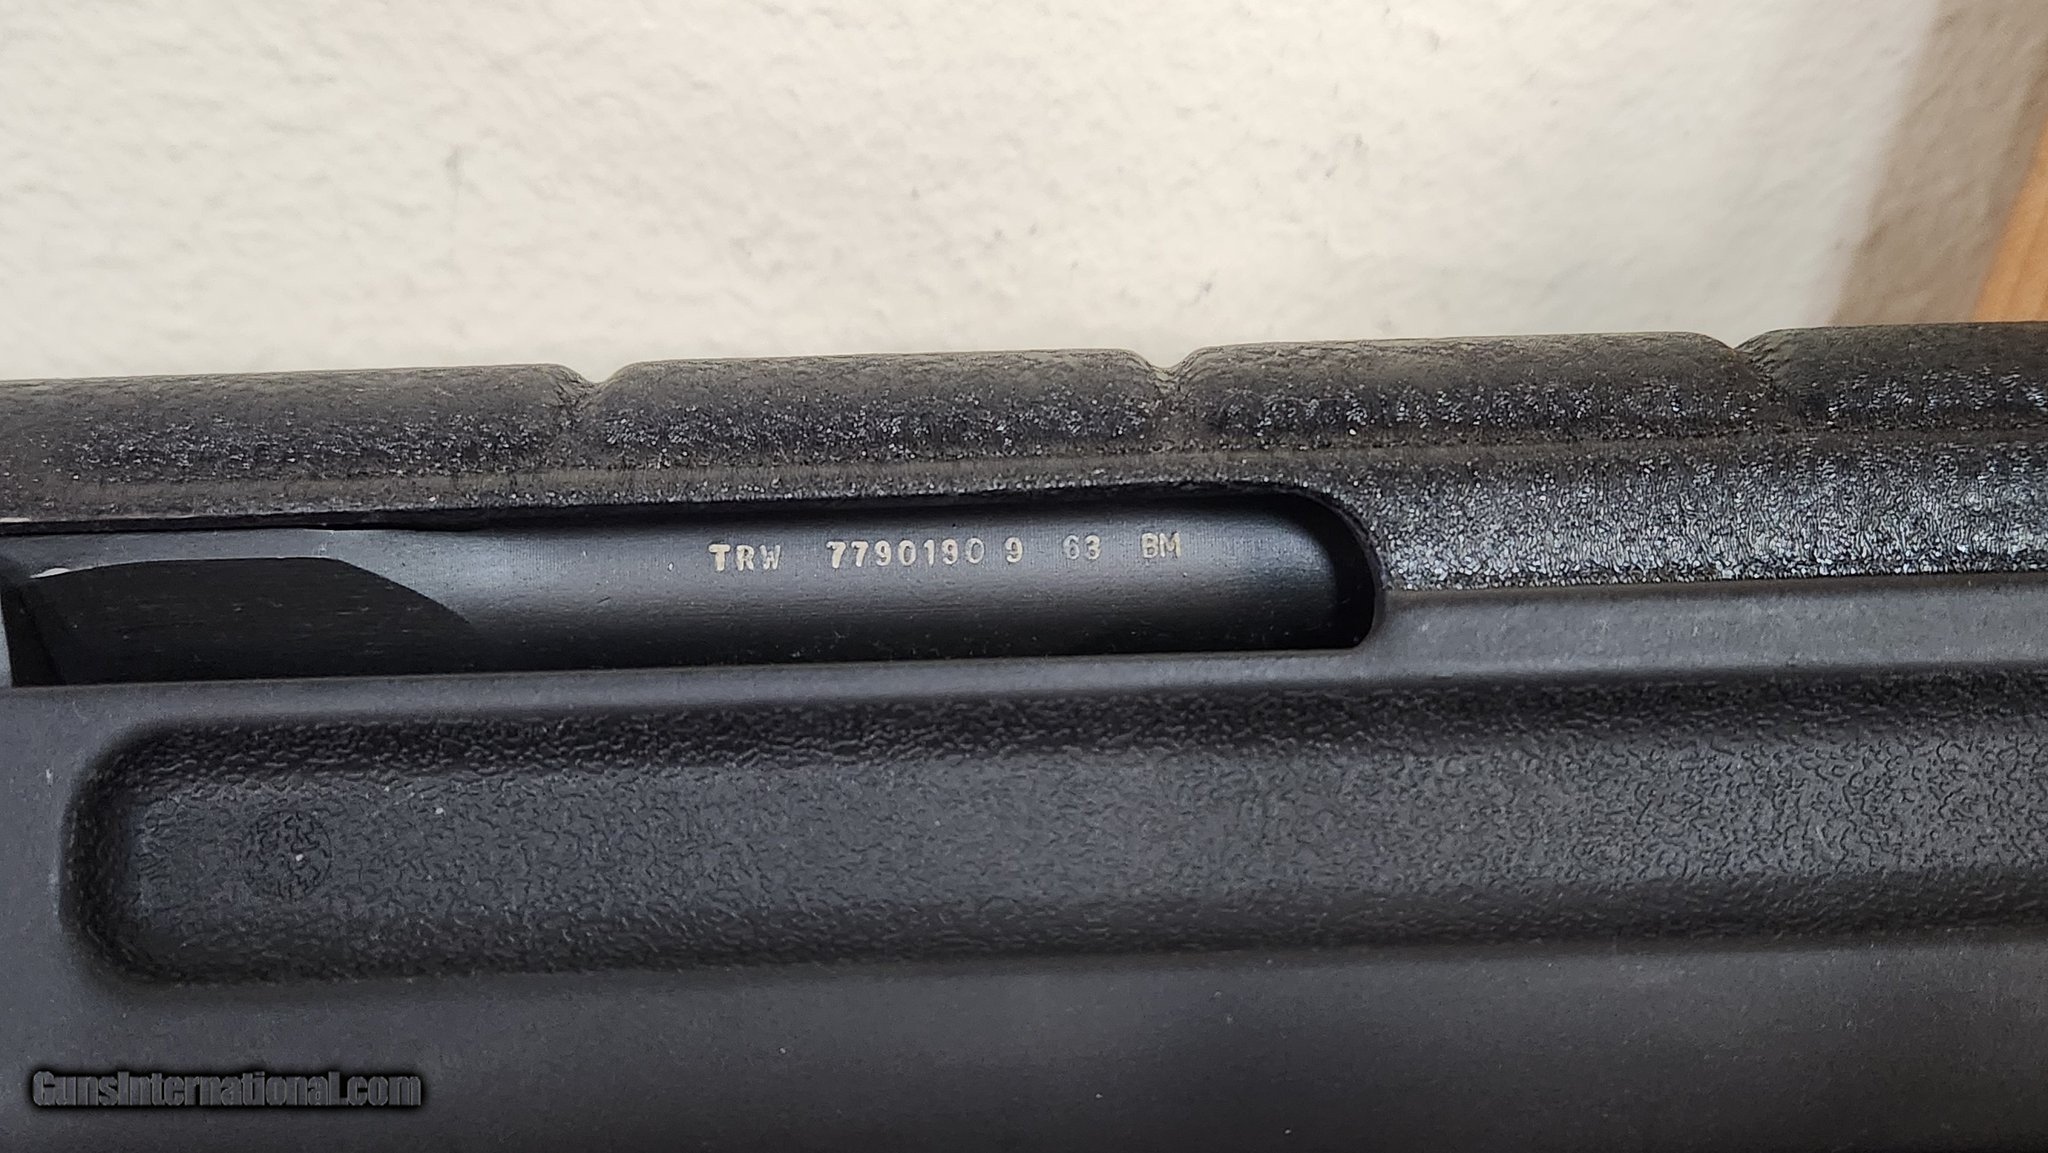 TRW 7790190 9 63 BM
GunsInternational.com